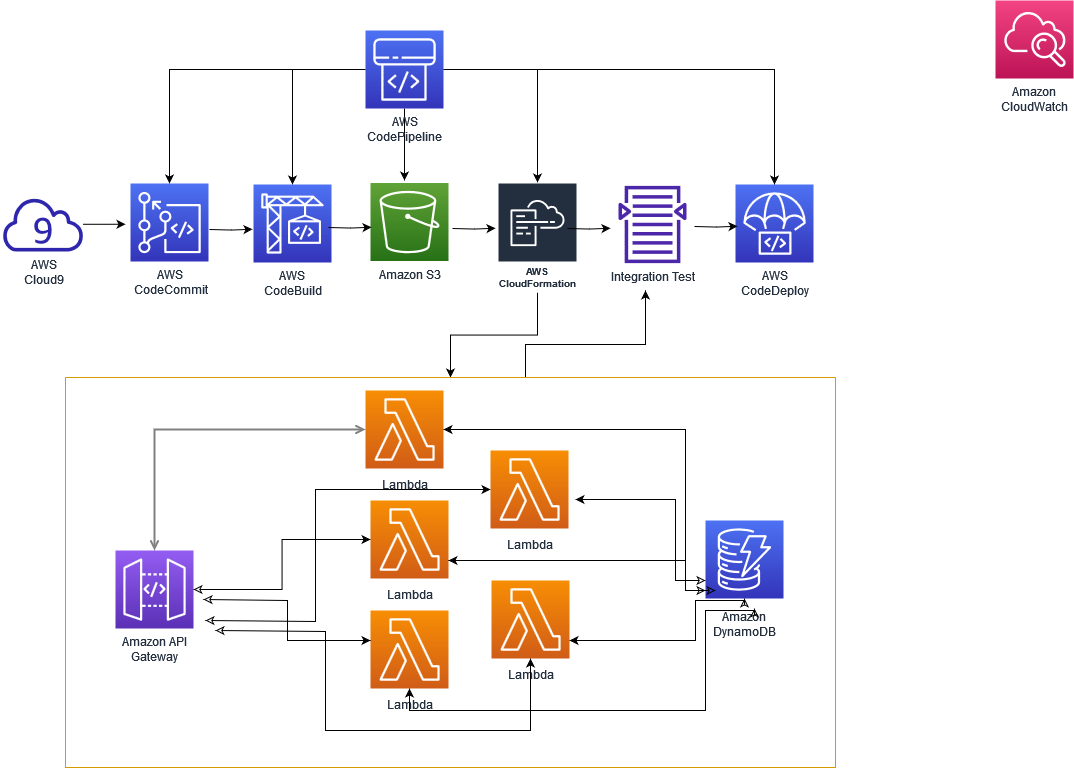 Amazon
CloudWatch
AWS
CodePipeline
9
AWS
Cloud9
AWS
CodeCommit
AWS
CodeBuild
Amazon S3
AWS
CloudFormation
Integration Test
AWS
CodeDeploy
Lambda
Lambda
Lambda
Lambda
Lambda
Amazon API
Gateway
Amazon
DynamoDB